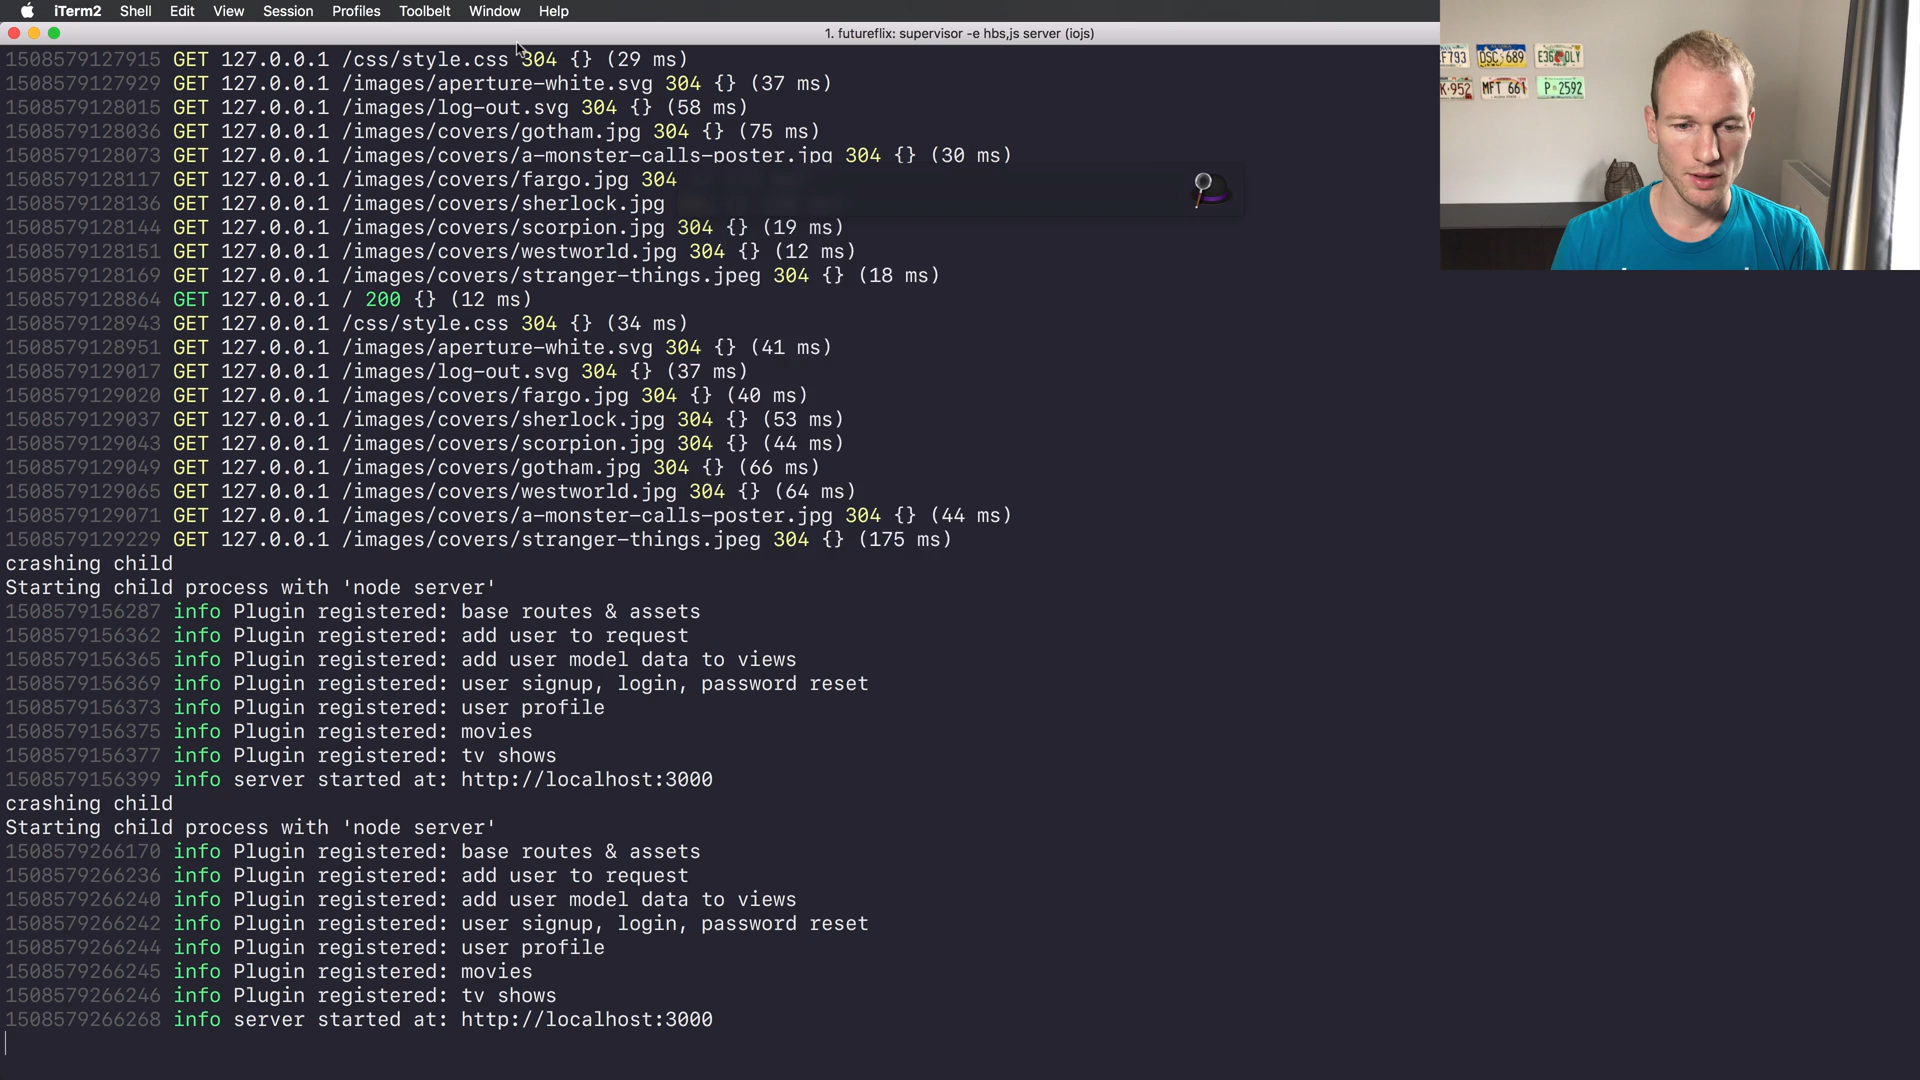 iTerm2 Shell Edit View Session Profiles Toolbelt Window Help
1. futureflix: supervisor -e hbs,js server (iojs)
1508579127915 GET 127.0.0.1 /css/style.css 304 {} (29 ms)
1508579127929 GET 127.0.0.1 /images/aperture-white.svg 304 {} (37 ms)
1508579128015 GET 127.0.0.1 /images/log-out.svg 304 {} (58 ms)
1508579128036 GET 127.0.0.1 /images/covers/gotham.jpg 304 {} (75 ms)
1508579128073 GET 127.0.0.1 /images/covers/a-monster-calls-poster.jpg 304 {} (30 ms)
1508579128117 GET 127.0.0.1 /images/covers/fargo.jpg 304
1508579128136 GET 127.0.0.1 /images/covers/sherlock.jpg
1508579128144 GET 127.0.0.1 /images/covers/scorpion.jpg 304 {} (19 ms)
1508579128151 GET 127.0.0.1 /images/covers/westworld.jpg 304 {} (12 ms)
1508579128169 GET 127.0.0.1 /images/covers/stranger-things.jpeg 304 {} (18 ms)
1508579128864 GET 127.0.0.1 / 200 {} (12 ms)
1508579128943 GET 127.0.0.1 /css/style.css 304 {} (34 ms)
1508579128951 GET 127.0.0.1 /images/aperture-white.svg 304 {} (41 ms)
1508579129017 GET 127.0.0.1 /images/log-out.svg 304 {} (37 ms)
1508579129020 GET 127.0.0.1 /images/covers/fargo.jpg 304 {} (40 ms)
1508579129037 GET 127.0.0.1 /images/covers/sherlock.jpg 304 {} (53 ms)
1508579129043 GET 127.0.0.1 /images/covers/scorpion.jpg 304 {} (44 ms)
1508579129049 GET 127.0.0.1 /images/covers/gotham.jpg 304 {} (66 ms)
1508579129065 GET 127.0.0.1 /images/covers/westworld.jpg 304 {} (64 ms)
1508579129071 GET 127.0.0.1 /images/covers/a-monster-calls-poster.jpg 304 {} (44 ms)
1508579129229 GET 127.0.0.1 /images/covers/stranger-things.jpeg 304 {} (175 ms)
crashing child
Starting child process with 'node server'
1508579156287 info Plugin registered: base routes & assets
1508579156362 info Plugin registered: add user to request
1508579156365 info Plugin registered: add user model data to views
1508579156369 info Plugin registered: user signup, login, password reset
1508579156373 info Plugin registered: user profile
1508579156375 info Plugin registered: movies
1508579156377 info Plugin registered: tv shows
1508579156399 info server started at: http://localhost:3000
crashing child
Starting child process with 'node server'
1508579266170 info Plugin registered: base routes & assets
1508579266236 info Plugin registered: add user to request
1508579266240 info Plugin registered: add user model data to views
1508579266242 info Plugin registered: user signup, login, password reset
1508579266244 info Plugin registered: user profile
1508579266245 info Plugin registered: movies
1508579266246 info Plugin registered: tv shows
1508579266268 info server started at: http://localhost:3000
F793 DSC 689
K·952 MFT 661 P 2592